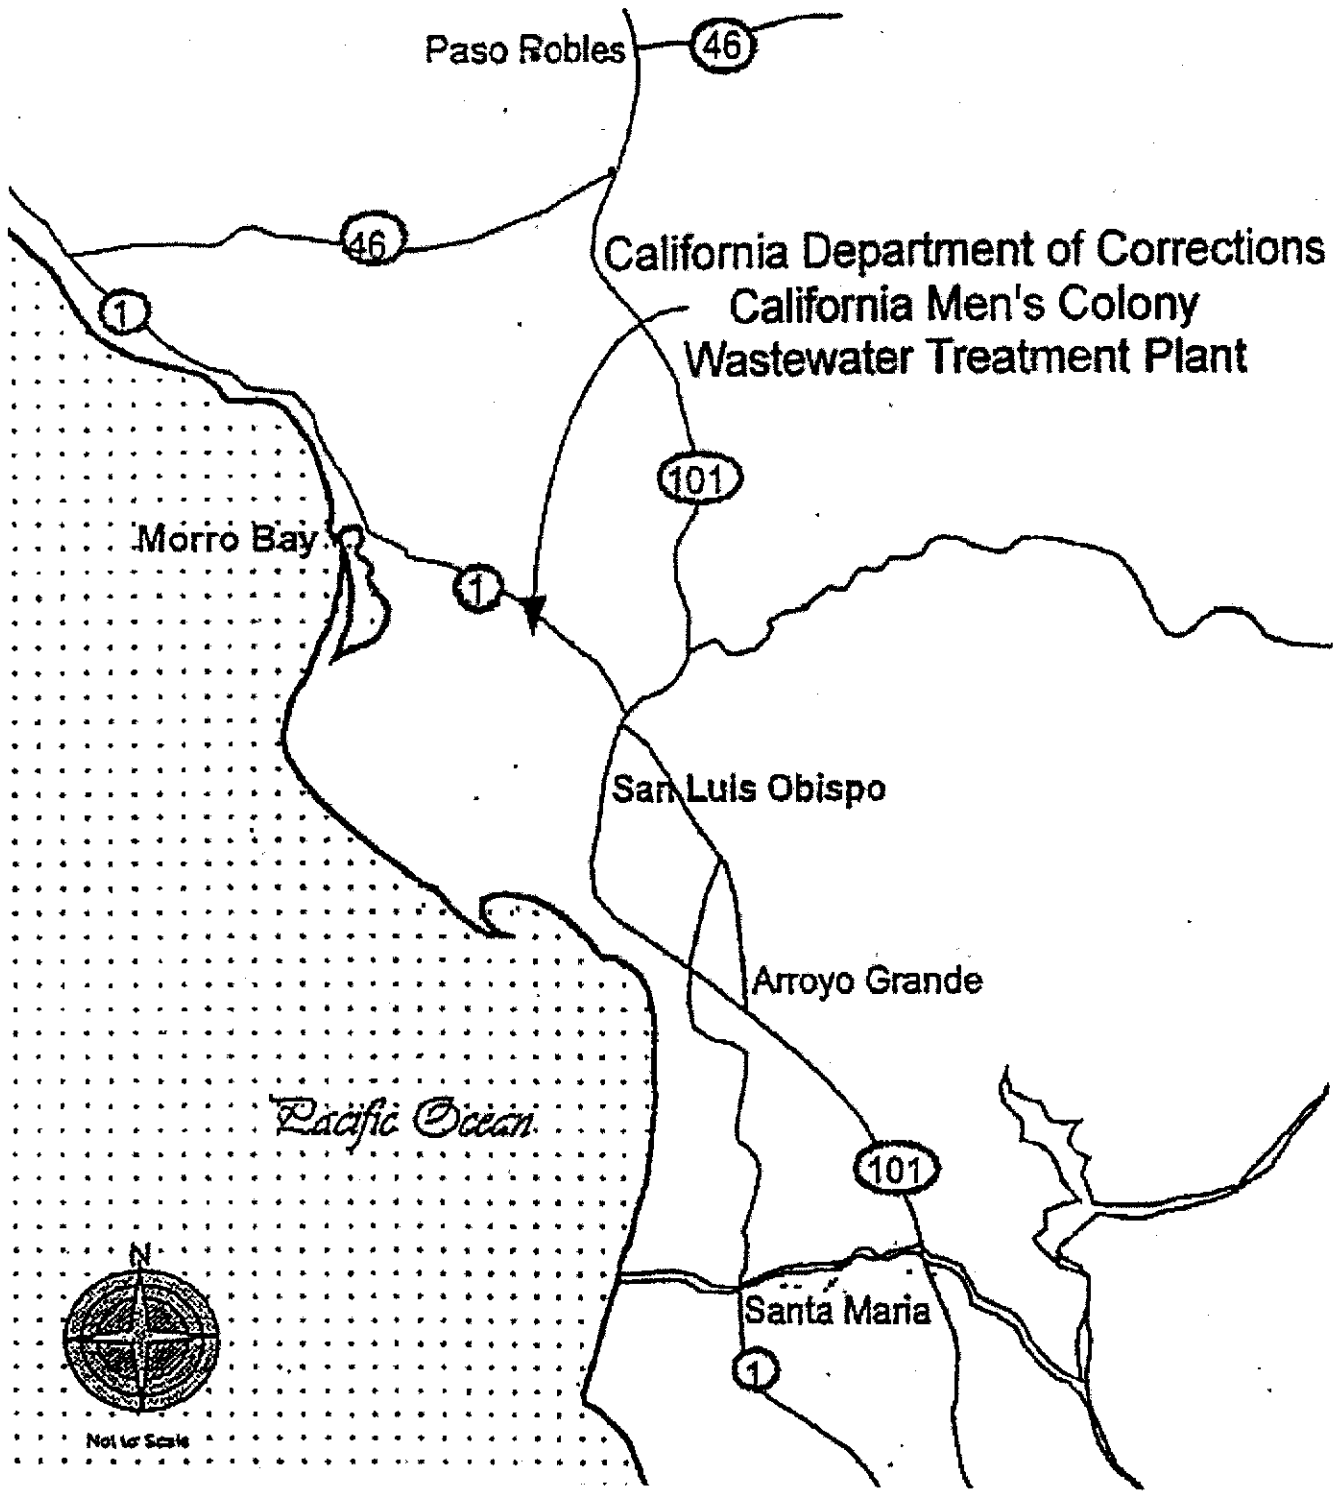 Paso Robles
46
46
California Department of Corrections
California Men's Colony
Wastewater Treatment Plant
1
101
Morro Bay
1
San Luis Obispo
Arroyo Grande
Pacific Ocean
101
N
Santa Maria
1
Not to Scale